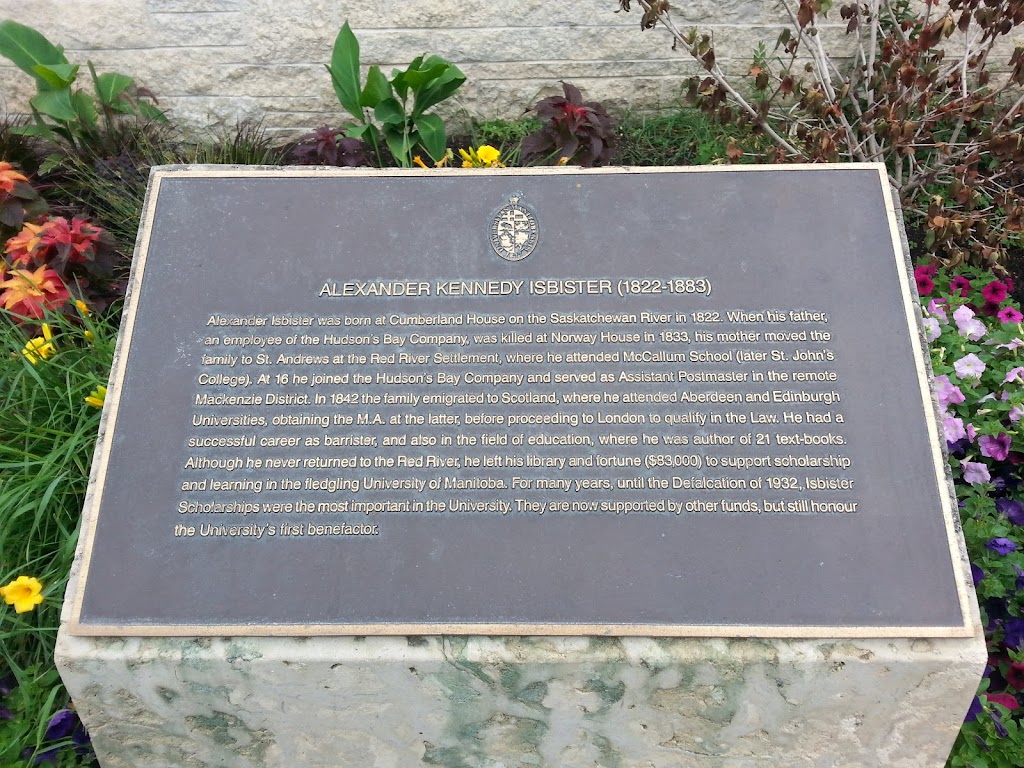 ALEXANDER KENNEDY ISBISTER (1822-1883)
Alexander Isbister was born at Cumberland House on the Saskatchewan River in 1822. When his father,
an employee of the Hudson's Bay Company, was killed at Norway House in 1833, his mother moved the
family to St. Andrews at the Red River Settlement, where he attended McCallum School (later St. John's
College). At 16 he joined the Hudson's Bay Company and served as Assistant Postmaster in the remote
Mackenzie District. In 1842 the family emigrated to Scotland, where he attended Aberdeen and Edinburgh
Universities, obtaining the M.A. at the latter, before proceeding to London to qualify in the Law. He had a
successful career as barrister, and also in the field of education, where he was author of 21 text-books.
Although he never returned to the Red River, he left his library and fortune ($83,000) to support scholarship
and learning in the fledgling University of Manitoba. For many years, until the Defalcation of 1932, Isbister
Scholarships were the most important in the University. They are now supported by other funds, but still honour
the University's first benefactor.